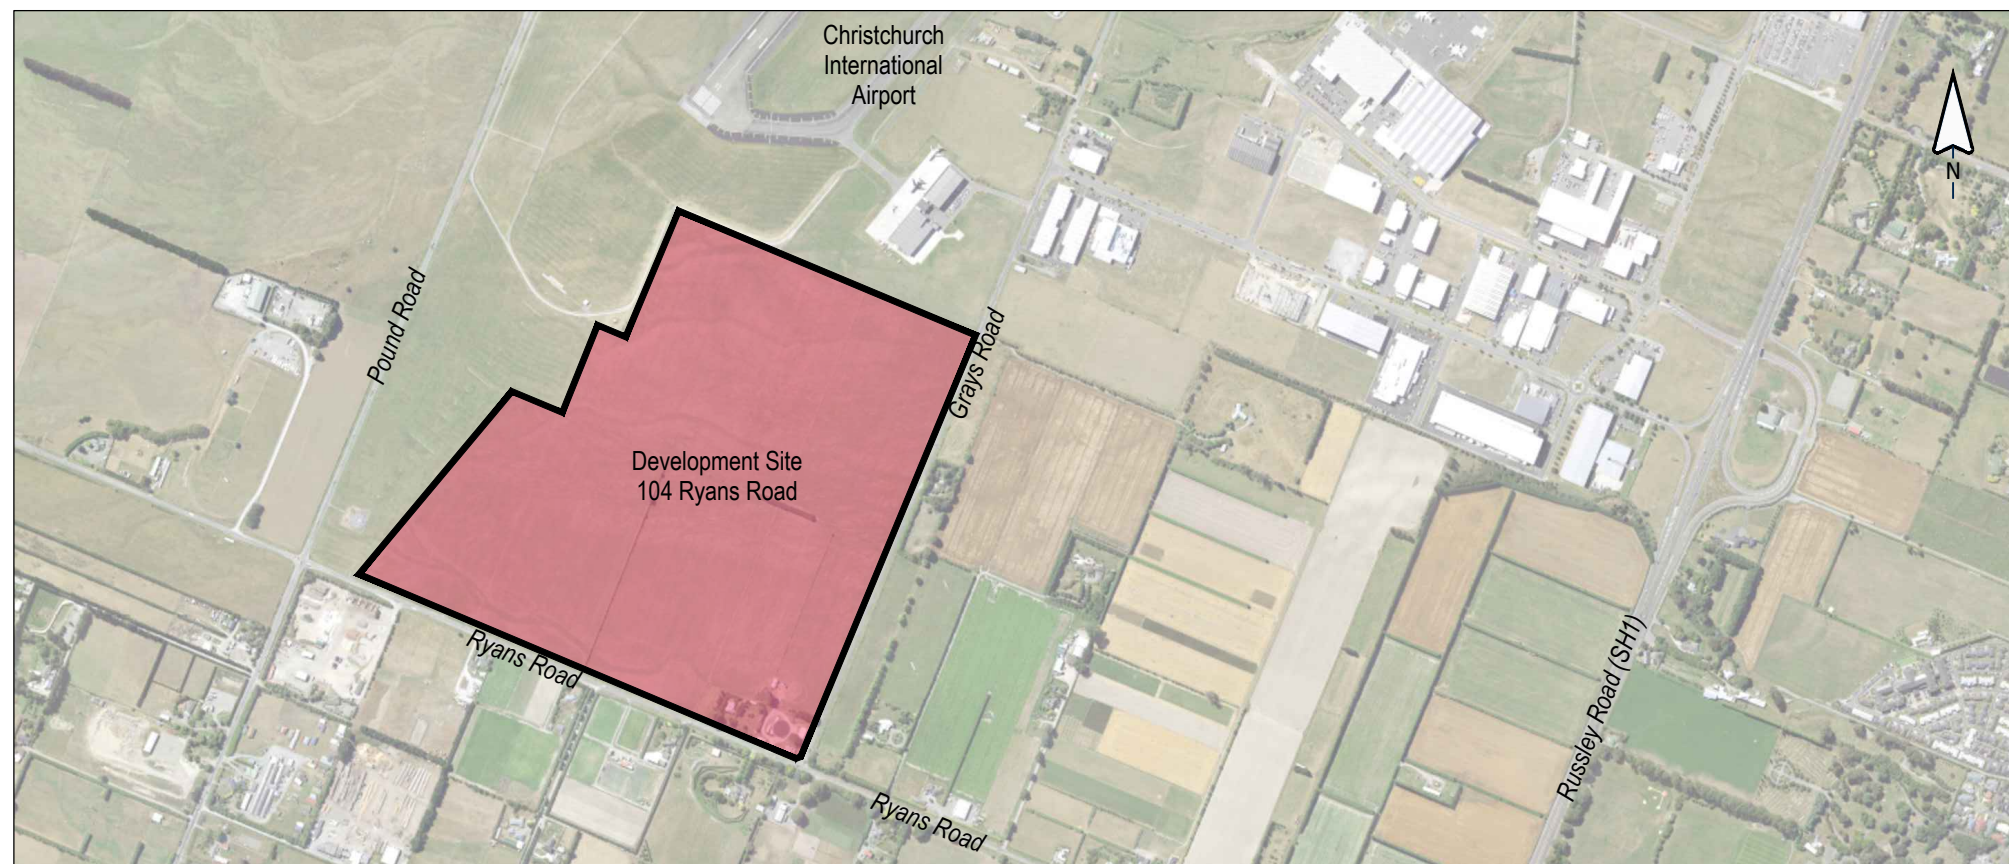 Christchurch
International
Airport
N
Pound Road
Grays Road
Development Site
104 Ryans Road
Ryans Road
Russley Road (SH1)
Ryans Road